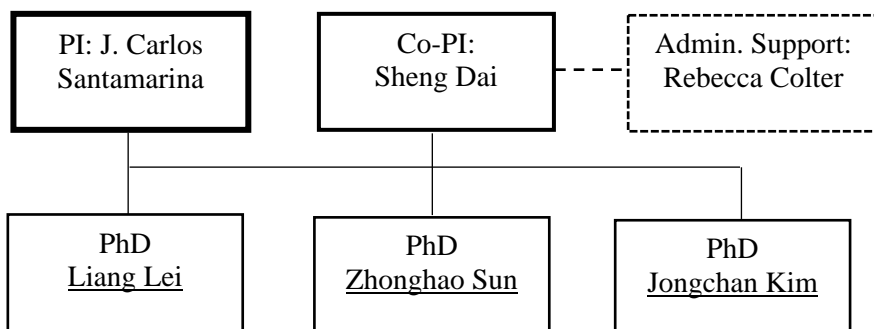 PI: J. Carlos
Santamarina
Co-PI:
Sheng Dai
Admin. Support:
Rebecca Colter
PhD
Liang Lei
PhD
Zhonghao Sun
PhD
Jongchan Kim